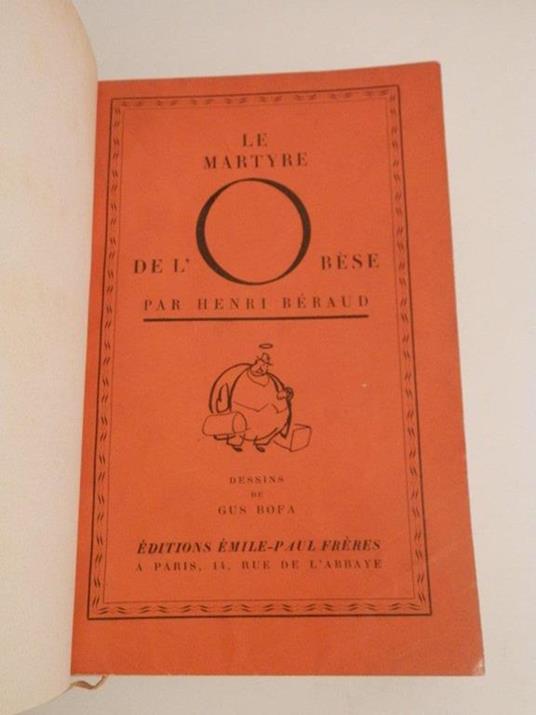 LE
MARTYRE
DE L'OBÈSE
PAR HENRI BÉRAUD
DESSINS
DE
GUS BOFA
ÉDITIONS ÉMILE-PAUL FRÈRES
A PARIS, 14, RUE DE L'ABBAYE